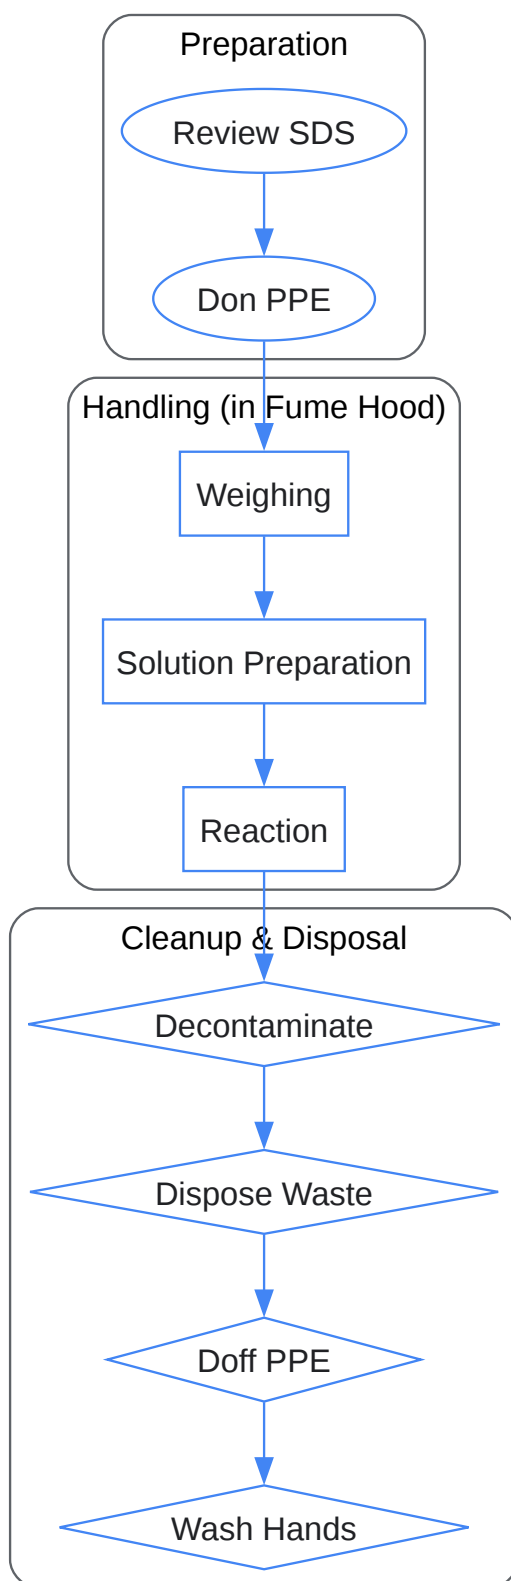 Preparation
Review SDS
Don PPE
Handling (in Fume Hood)
Weighing
Solution Preparation
Reaction
Cleanup & Disposal
Decontaminate
Dispose Waste
Doff PPE
Wash Hands